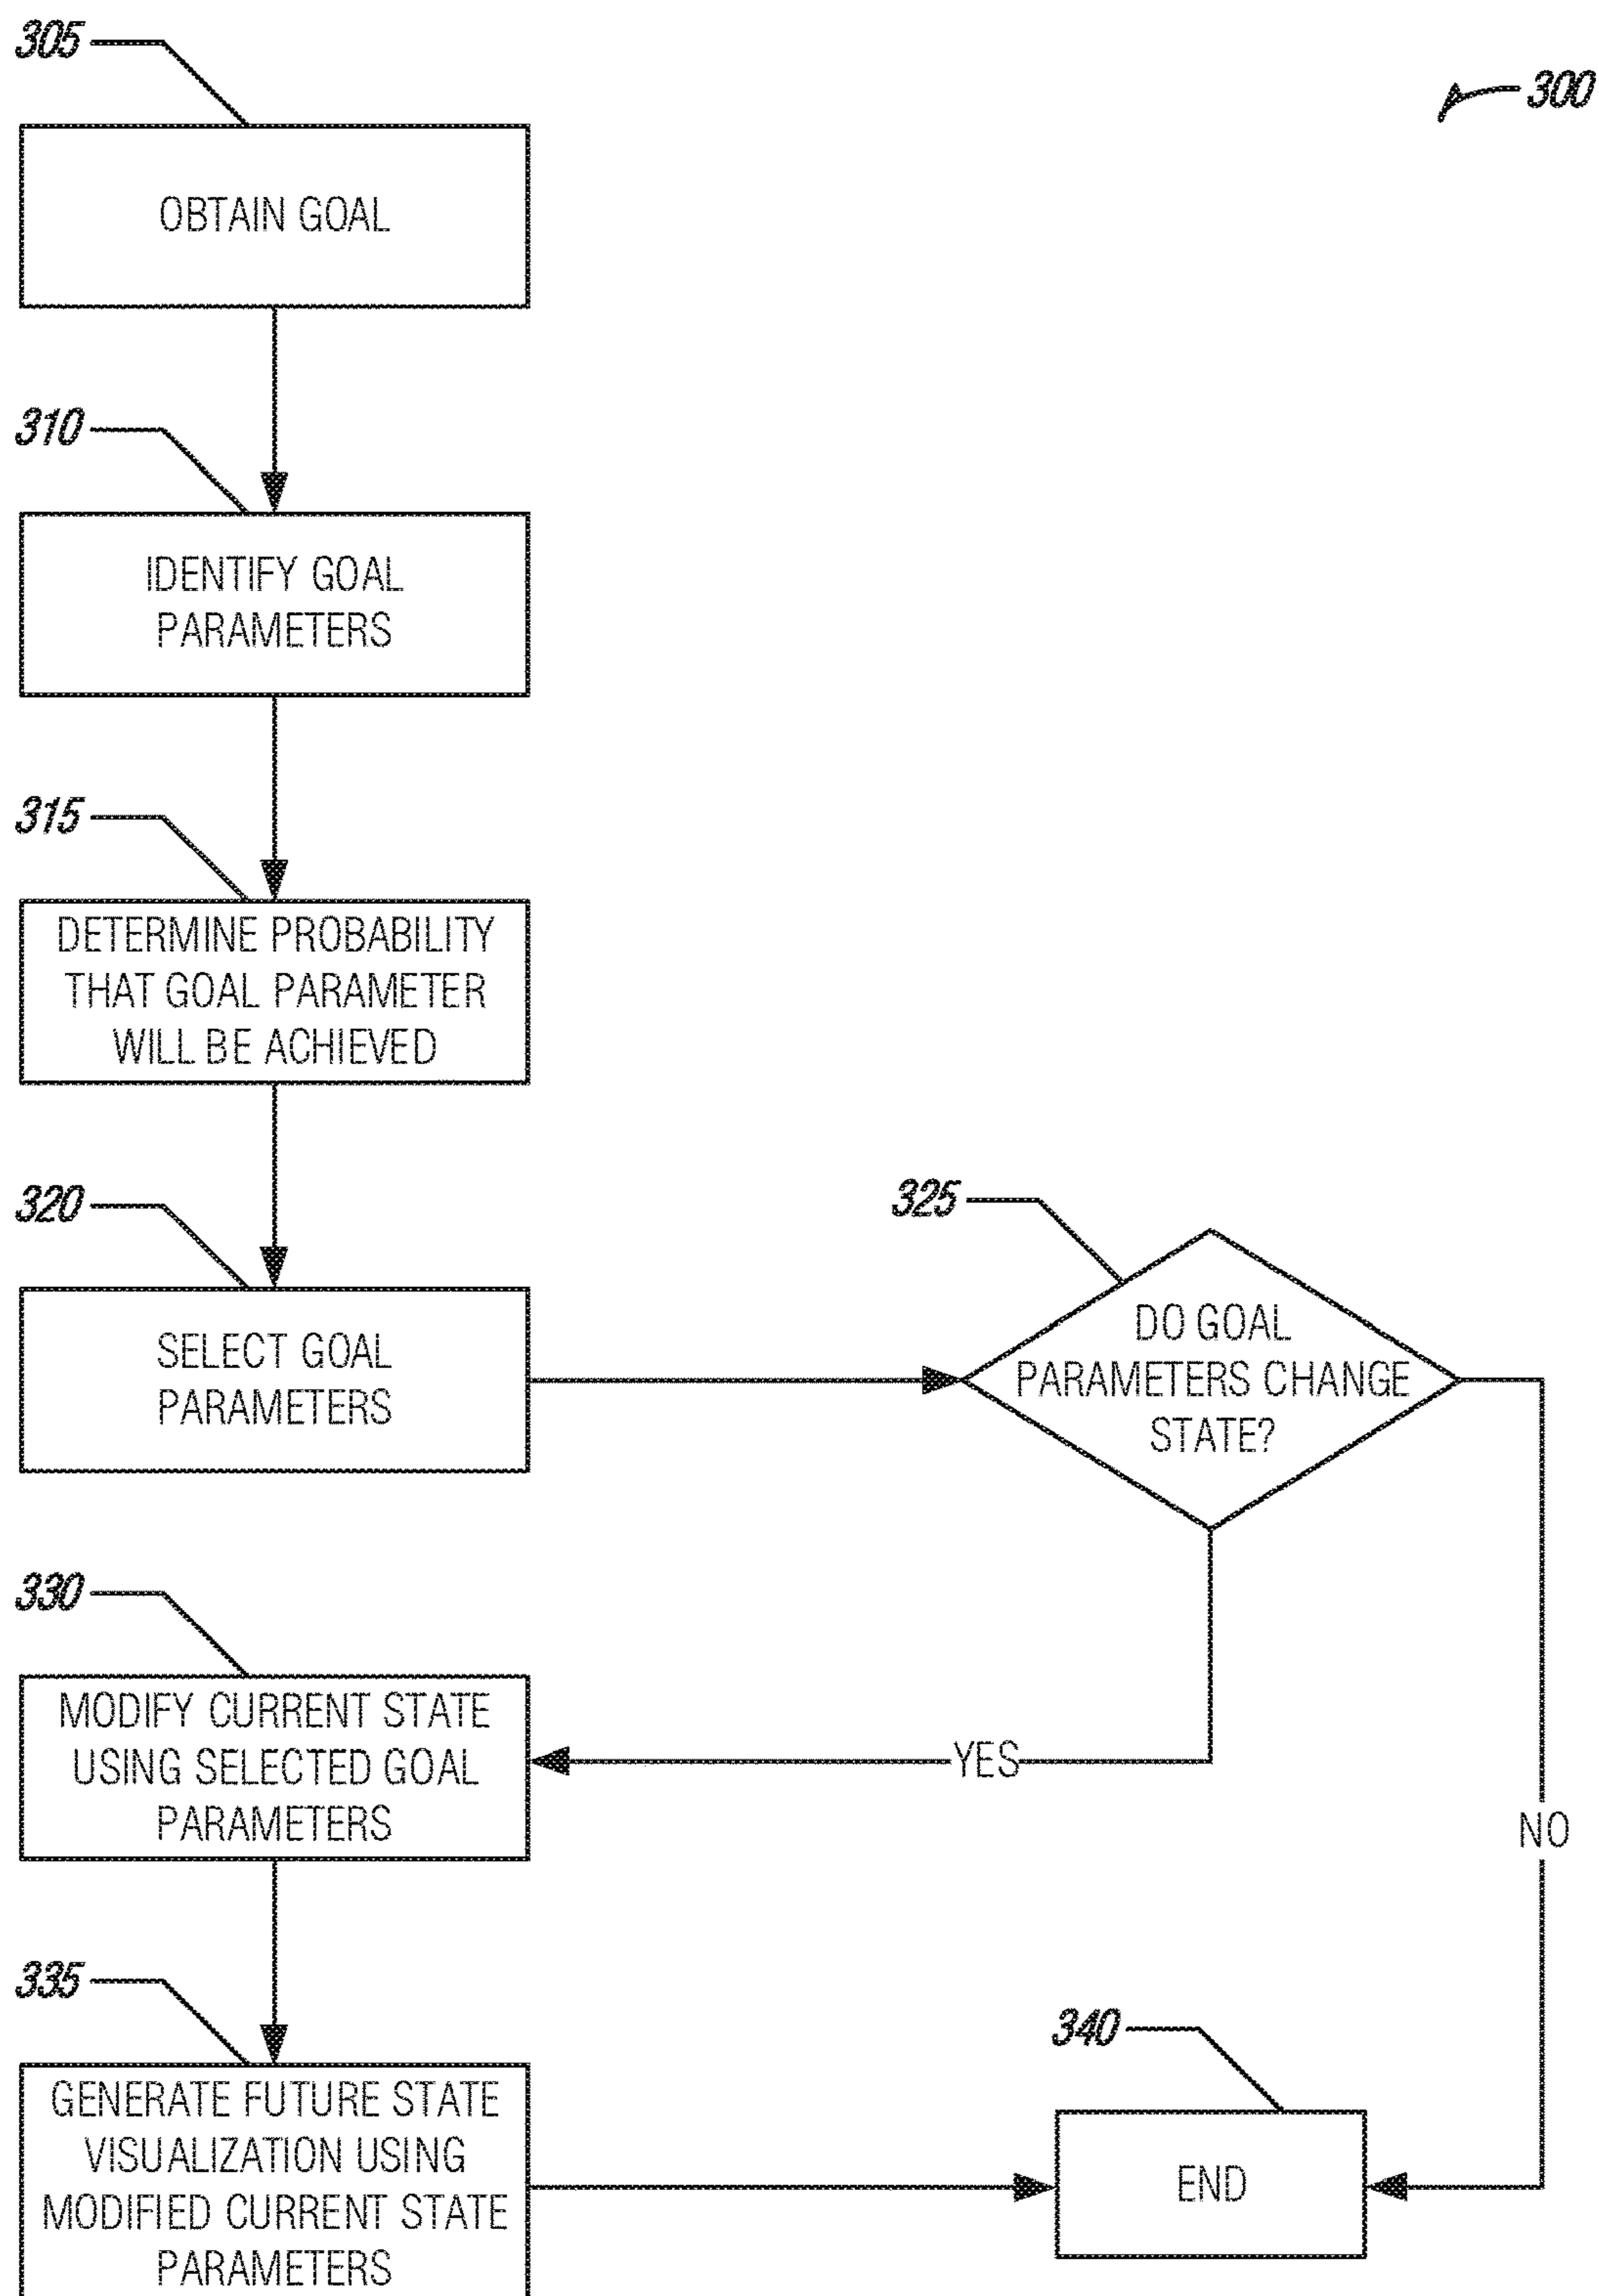 305
300
OBTAIN GOAL
310
IDENTIFY GOAL
PARAMETERS
315
DETERMINE PROBABILITY
THAT GOAL PARAMETER
WILL BE ACHIEVED
320
SELECT GOAL
PARAMETERS
325
DO GOAL
PARAMETERS CHANGE
STATE?
330
MODIFY CURRENT STATE
USING SELECTED GOAL
PARAMETERS
YES
NO
335
GENERATE FUTURE STATE
VISUALIZATION USING
MODIFIED CURRENT STATE
PARAMETERS
340
END